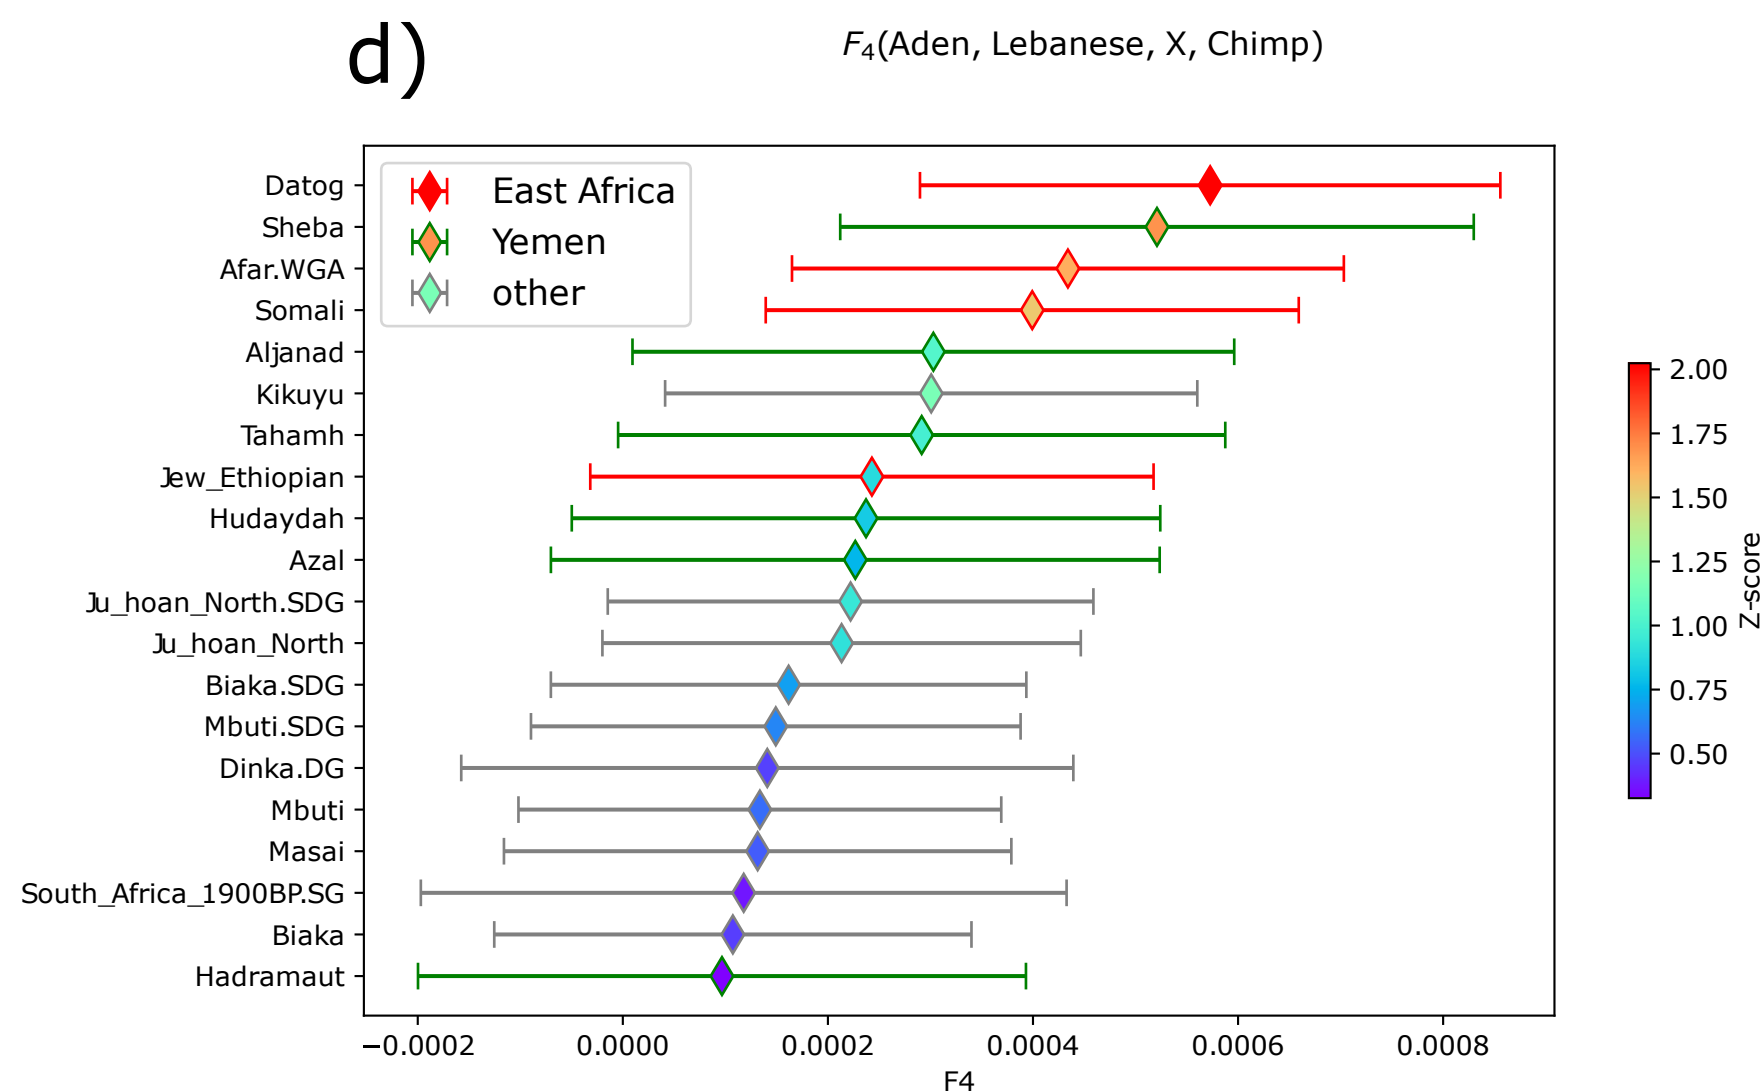 d)
F4(Aden, Lebanese, X, Chimp)
East Africa
Yemen
other
Datog
Sheba
Afar.WGA
Somali
Aljanad
Kikuyu
Tahamh
Jew_Ethiopian
Hudaydah
Azal
Ju_hoan_North.SDG
Ju_hoan_North
Biaka.SDG
Mbuti.SDG
Dinka.DG
Mbuti
Masai
South_Africa_1900BP.SG
Biaka
Hadramaut
−0.0002 0.0000 0.0002 0.0004 0.0006 0.0008
F4
2.00
1.75
1.50
1.25
1.00
0.75
0.50
Z-score